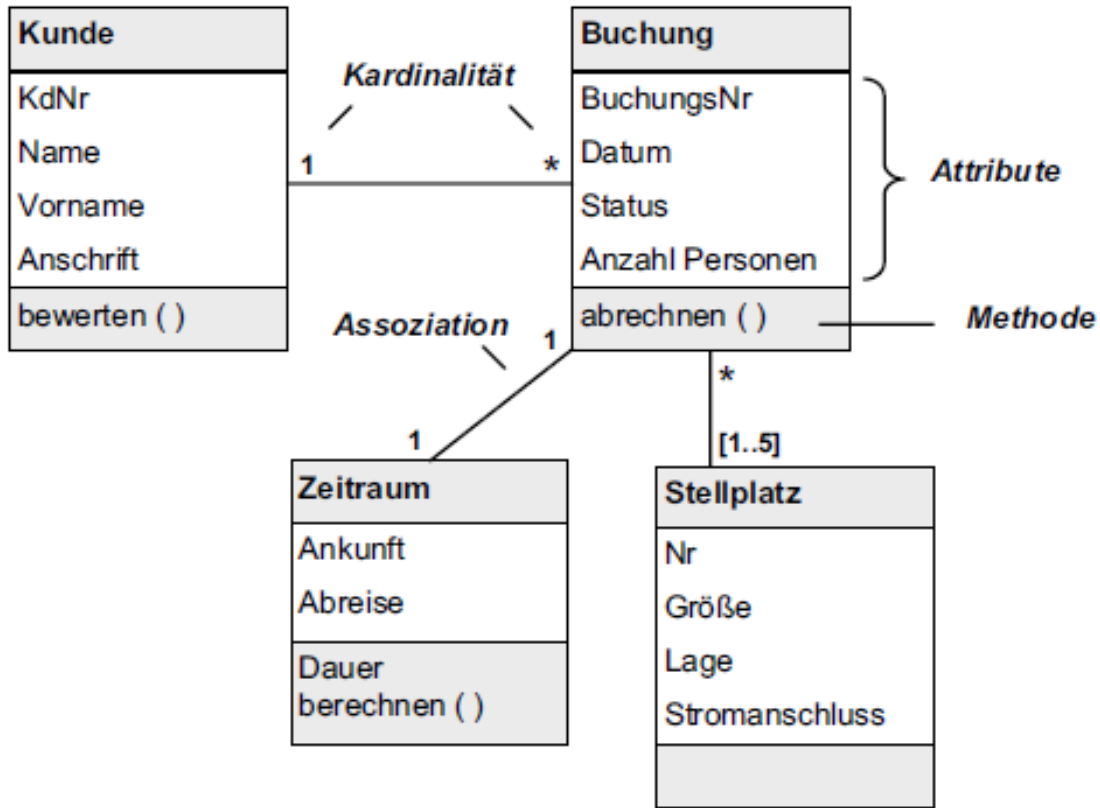 Kunde
KdNr
Name
Vorname
Anschrift
bewerten ( )
Kardinalität
1
*
Buchung
BuchungsNr
Datum
Status
Anzahl Personen
abrechnen ( )
Attribute
Methode
Assoziation
1
1
*
[1..5]
Zeitraum
Ankunft
Abreise
Dauer
berechnen ( )
Stellplatz
Nr
Größe
Lage
Stromanschluss